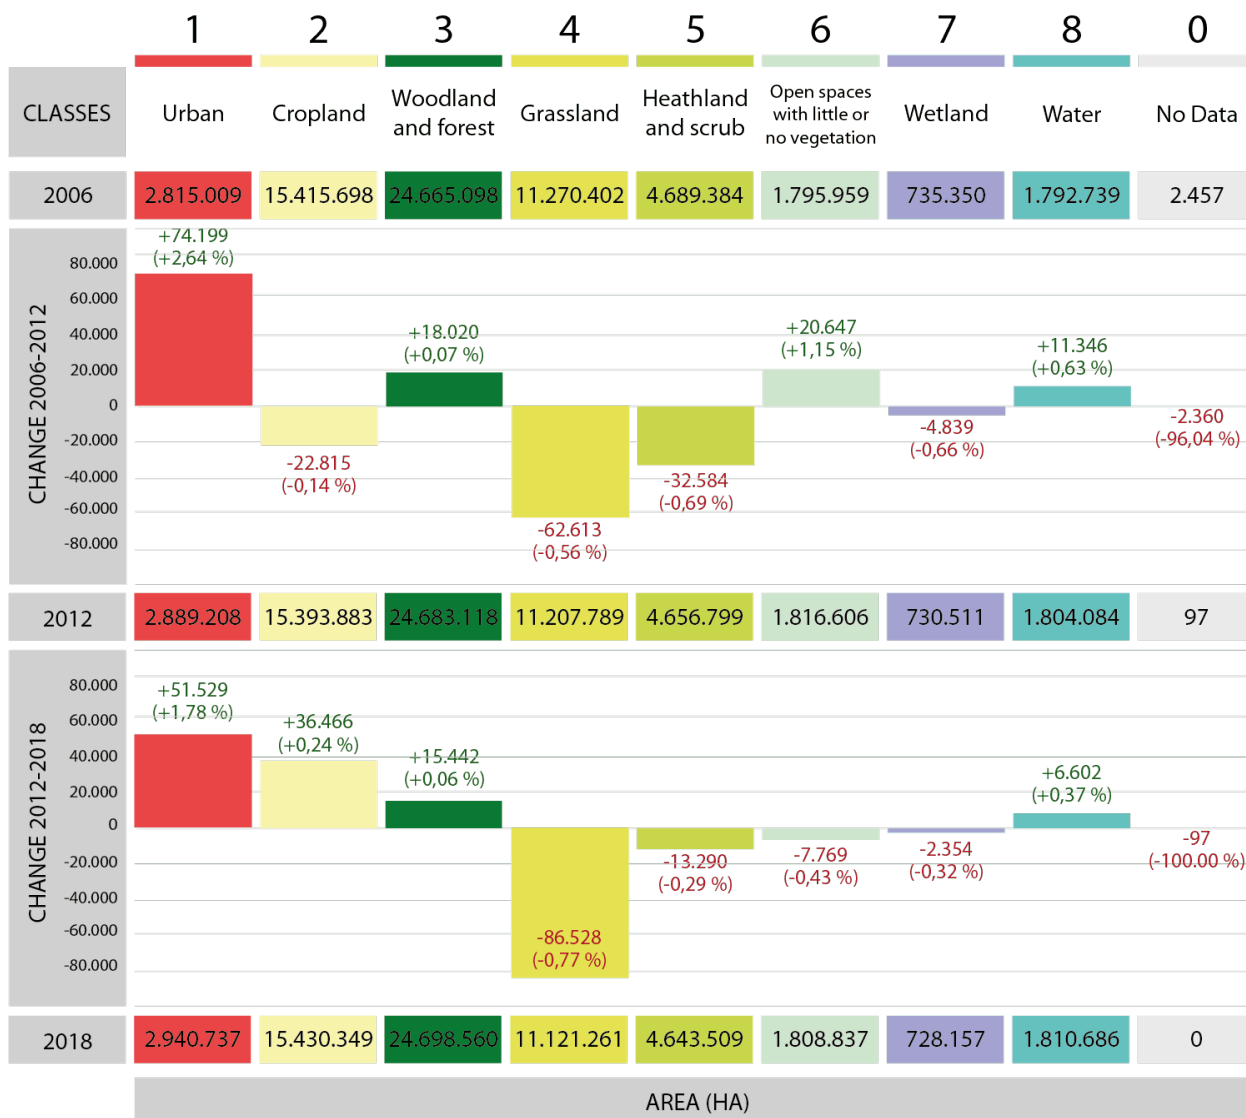 1 2 3 4 5 6 7 8 0
CLASSES
Urban
Cropland
Woodland
and forest
Grassland
Heathland
and scrub
Open spaces
with little or
no vegetation
Wetland
Water
No Data
2006 2.815.009 15.415.698 24.665.098 11.270.402 4.689.384 1.795.959 735.350 1.792.739 2.457
CHANGE 2006-2012
80.000
60.000
40.000
20.000
0
-20.000
-40.000
-60.000
-80.000
+74.199
(+2,64 %)
-22.815
(-0,14 %)
+18.020
(+0,07 %)
-62.613
(-0,56 %)
-32.584
(-0,69 %)
+20.647
(+1,15 %)
-4.839
(-0,66 %)
+11.346
(+0,63 %)
-2.360
(-96,04 %)
2012 2.889.208 15.393.883 24.683.118 11.207.789 4.656.799 1.816.606 730.511 1.804.084 97
CHANGE 2012-2018
80.000
60.000
40.000
20.000
0
-20.000
-40.000
-60.000
-80.000
+51.529
(+1,78 %)
+36.466
(+0,24 %)
+15.442
(+0,06 %)
-86.528
(-0,77 %)
-13.290
(-0,29 %)
-7.769
(-0,43 %)
-2.354
(-0,32 %)
+6.602
(+0,37 %)
-97
(-100.00 %)
2018 2.940.737 15.430.349 24.698.560 11.121.261 4.643.509 1.808.837 728.157 1.810.686 0
AREA (HA)